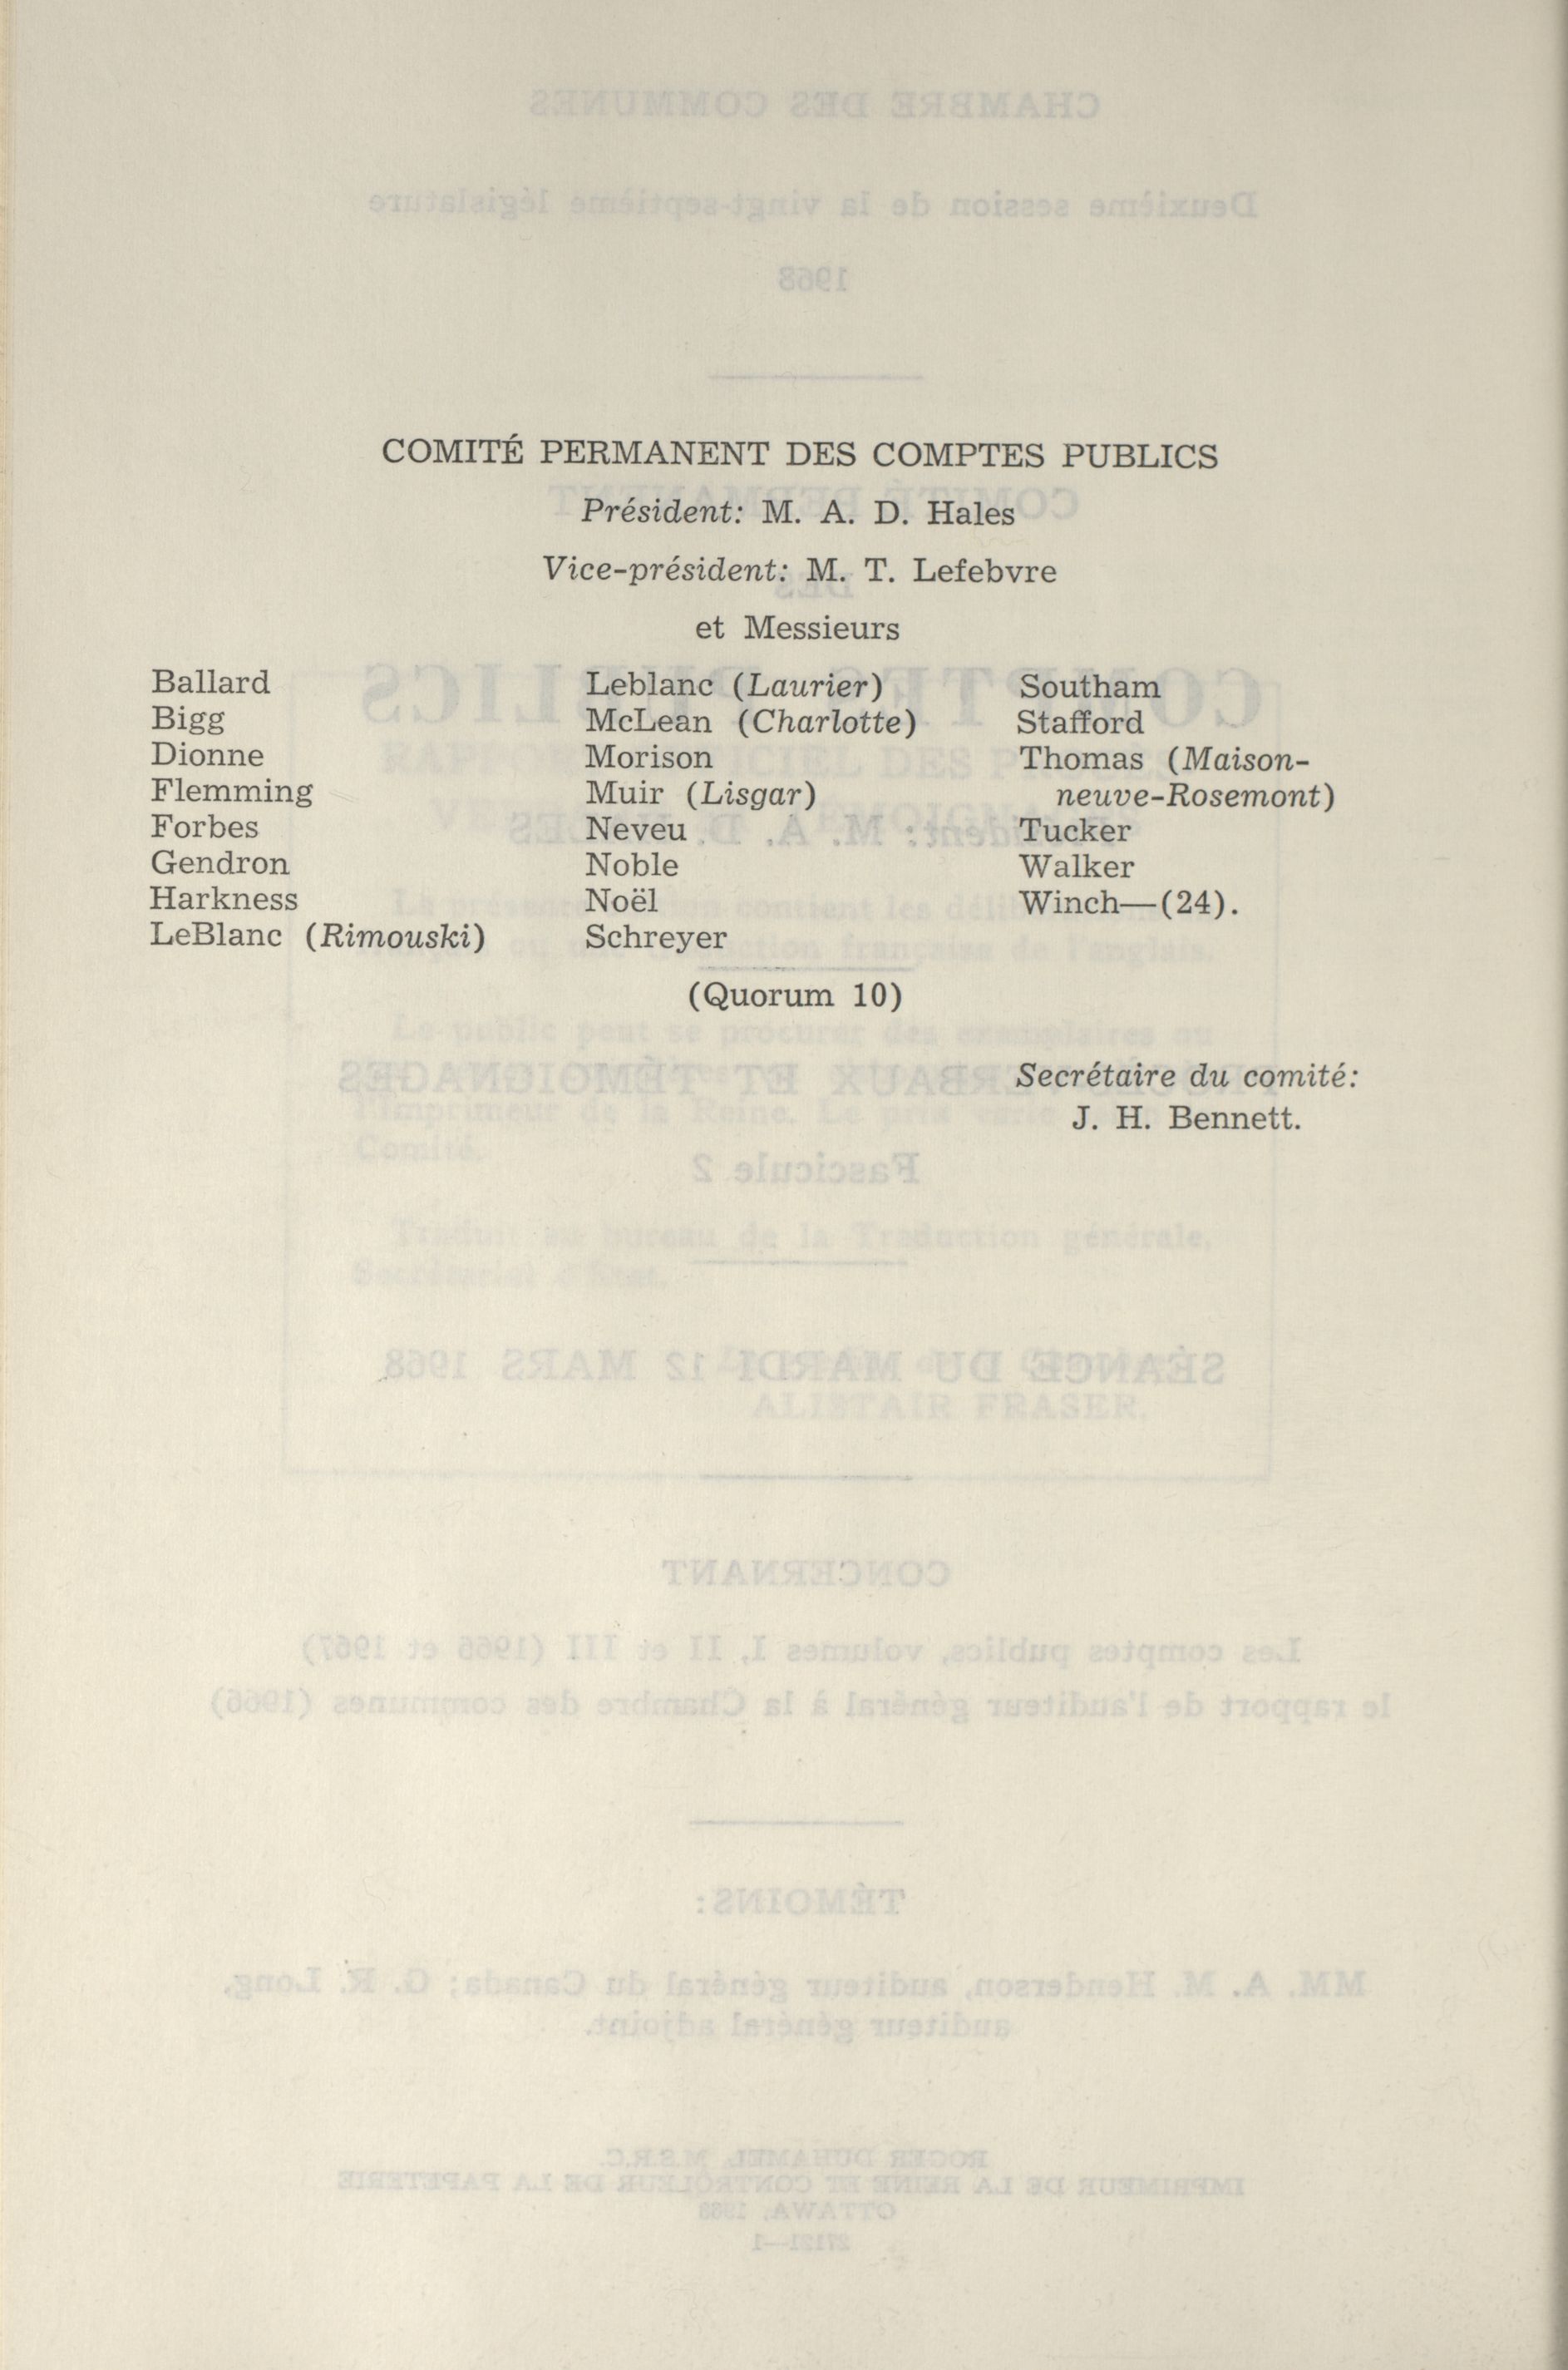 COMITÉ PERMANENT DES COMPTES PUBLICS
Président: M. A. D. Hales
Vice-président: M. T. Lefebvre
et Messieurs
Ballard
Bigg
Dionne
Flemming
Forbes
Gendron
Harkness
LeBlanc (Rimouski)
Leblanc (Laurier)
McLean (Charlotte)
Morison
Muir (Lisgar)
Neveu
Noble
Noël
Schreyer
Southam
Stafford
Thomas (Maison-
neuve-Rosemont)
Tucker
Walker
Winch—(24).
(Quorum 10)
Secrétaire du comité:
J. H. Bennett.